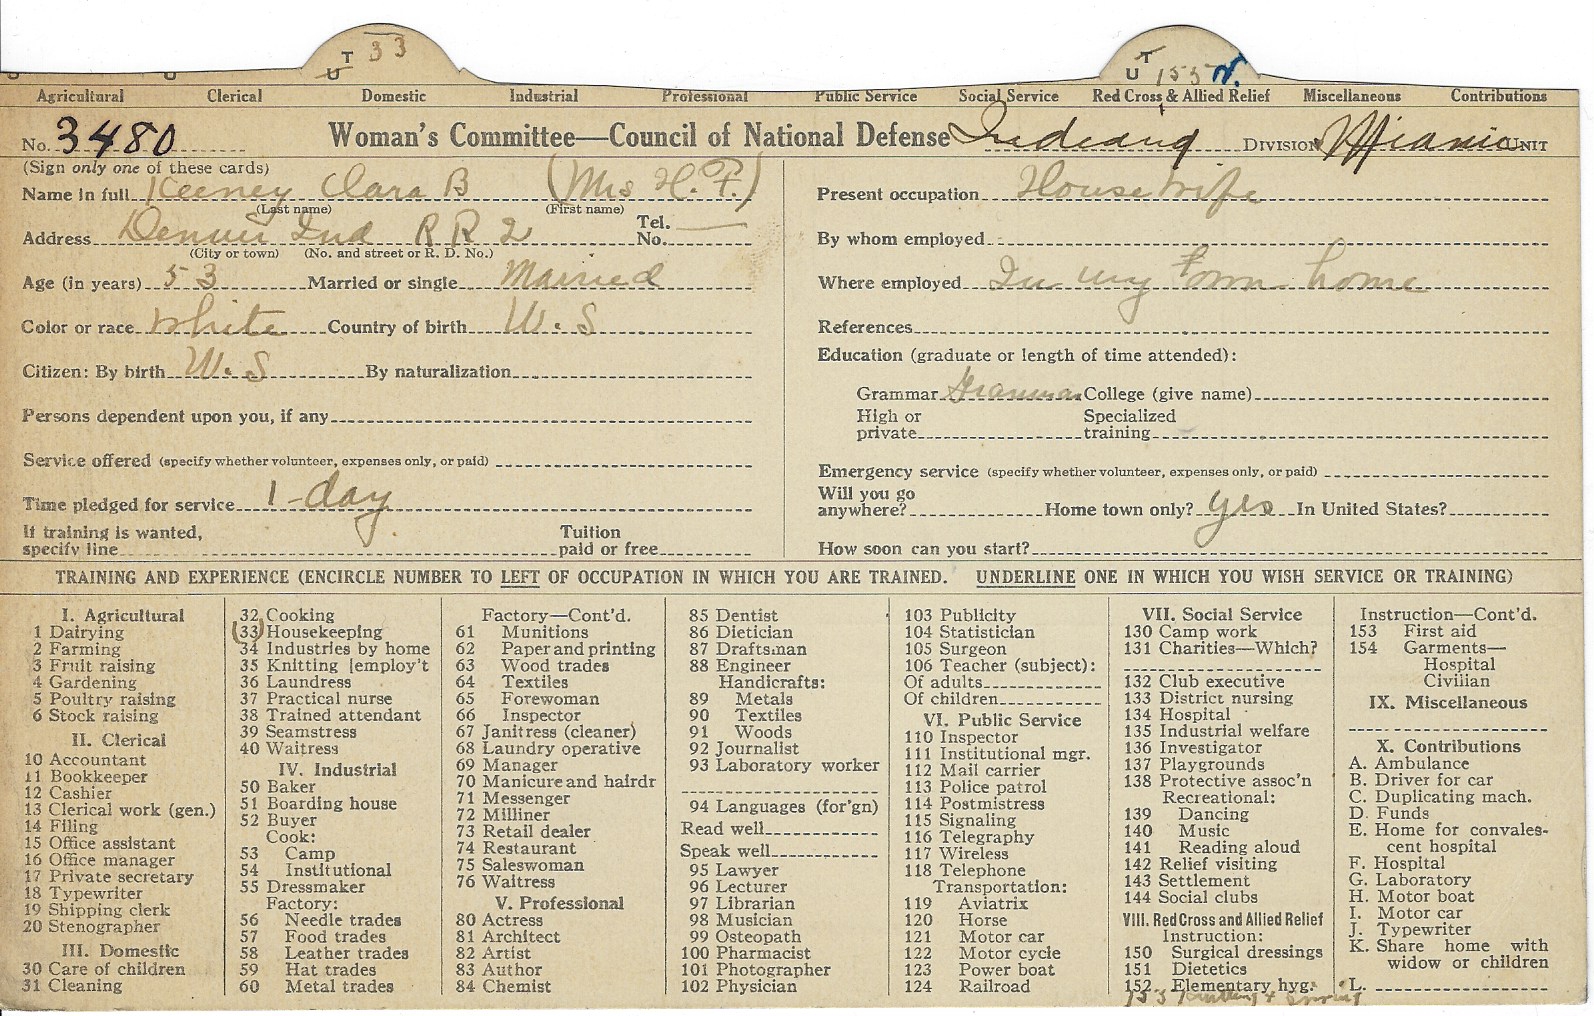 T 33
U
T
U 155
Agricultural Clerical Domestic Industrial Professional Public Service Social Service Red Cross & Allied Relief Miscellaneous Contributions
No. 3480 Woman's Committee—Council of National Defense Indiana DIVISION Miami UNIT
(Sign only one of these cards)
Name in full Keeney Clara B (Mrs H. F.)
(Last name) (First name)
Address Denver Ind R R 2 Tel. No. —
(City or town) (No. and street or R. D. No.)
Age (in years) 53 Married or single Married
Color or race White Country of birth U. S
Citizen: By birth U. S By naturalization
Persons dependent upon you, if any
Service offered (specify whether volunteer, expenses only, or paid)
Time pledged for service 1-day
If training is wanted, Tuition
specify line paid or free
Present occupation Housewife
By whom employed
Where employed In my own home
References
Education (graduate or length of time attended):
Grammar Grammar College (give name)
High or Specialized
private training
Emergency service (specify whether volunteer, expenses only, or paid)
Will you go
anywhere? Home town only? yes In United States?
How soon can you start?
TRAINING AND EXPERIENCE (ENCIRCLE NUMBER TO LEFT OF OCCUPATION IN WHICH YOU ARE TRAINED. UNDERLINE ONE IN WHICH YOU WISH SERVICE OR TRAINING)
I. Agricultural
1 Dairying
2 Farming
3 Fruit raising
4 Gardening
5 Poultry raising
6 Stock raising
II. Clerical
10 Accountant
11 Bookkeeper
12 Cashier
13 Clerical work (gen.)
14 Filing
15 Office assistant
16 Office manager
17 Private secretary
18 Typewriter
19 Shipping clerk
20 Stenographer
III. Domestic
30 Care of children
31 Cleaning
32 Cooking
(33) Housekeeping
34 Industries by home
35 Knitting [employ't
36 Laundress
37 Practical nurse
38 Trained attendant
39 Seamstress
40 Waitress
IV. Industrial
50 Baker
51 Boarding house
52 Buyer
Cook:
53 Camp
54 Institutional
55 Dressmaker
Factory:
56 Needle trades
57 Food trades
58 Leather trades
59 Hat trades
60 Metal trades
Factory—Cont'd.
61 Munitions
62 Paper and printing
63 Wood trades
64 Textiles
65 Forewoman
66 Inspector
67 Janitress (cleaner)
68 Laundry operative
69 Manager
70 Manicure and hairdr
71 Messenger
72 Milliner
73 Retail dealer
74 Restaurant
75 Saleswoman
76 Waitress
V. Professional
80 Actress
81 Architect
82 Artist
83 Author
84 Chemist
85 Dentist
86 Dietician
87 Draftsman
88 Engineer
Handicrafts:
89 Metals
90 Textiles
91 Woods
92 Journalist
93 Laboratory worker
94 Languages (for'gn)
Read well
Speak well
95 Lawyer
96 Lecturer
97 Librarian
98 Musician
99 Osteopath
100 Pharmacist
101 Photographer
102 Physician
103 Publicity
104 Statistician
105 Surgeon
106 Teacher (subject):
Of adults
Of children
VI. Public Service
110 Inspector
111 Institutional mgr.
112 Mail carrier
113 Police patrol
114 Postmistress
115 Signaling
116 Telegraphy
117 Wireless
118 Telephone
Transportation:
119 Aviatrix
120 Horse
121 Motor car
122 Motor cycle
123 Power boat
124 Railroad
VII. Social Service
130 Camp work
131 Charities—Which?
132 Club executive
133 District nursing
134 Hospital
135 Industrial welfare
136 Investigator
137 Playgrounds
138 Protective assoc'n
Recreational:
139 Dancing
140 Music
141 Reading aloud
142 Relief visiting
143 Settlement
144 Social clubs
VIII. Red Cross and Allied Relief
Instruction:
150 Surgical dressings
151 Dietetics
152 Elementary hyg.
Knitting &
Instruction—Cont'd.
153 First aid
154 Garments—
Hospital
Civilian
IX. Miscellaneous
X. Contributions
A. Ambulance
B. Driver for car
C. Duplicating mach.
D. Funds
E. Home for convales-
cent hospital
F. Hospital
G. Laboratory
H. Motor boat
I. Motor car
J. Typewriter
K. Share home with
widow or children
L.